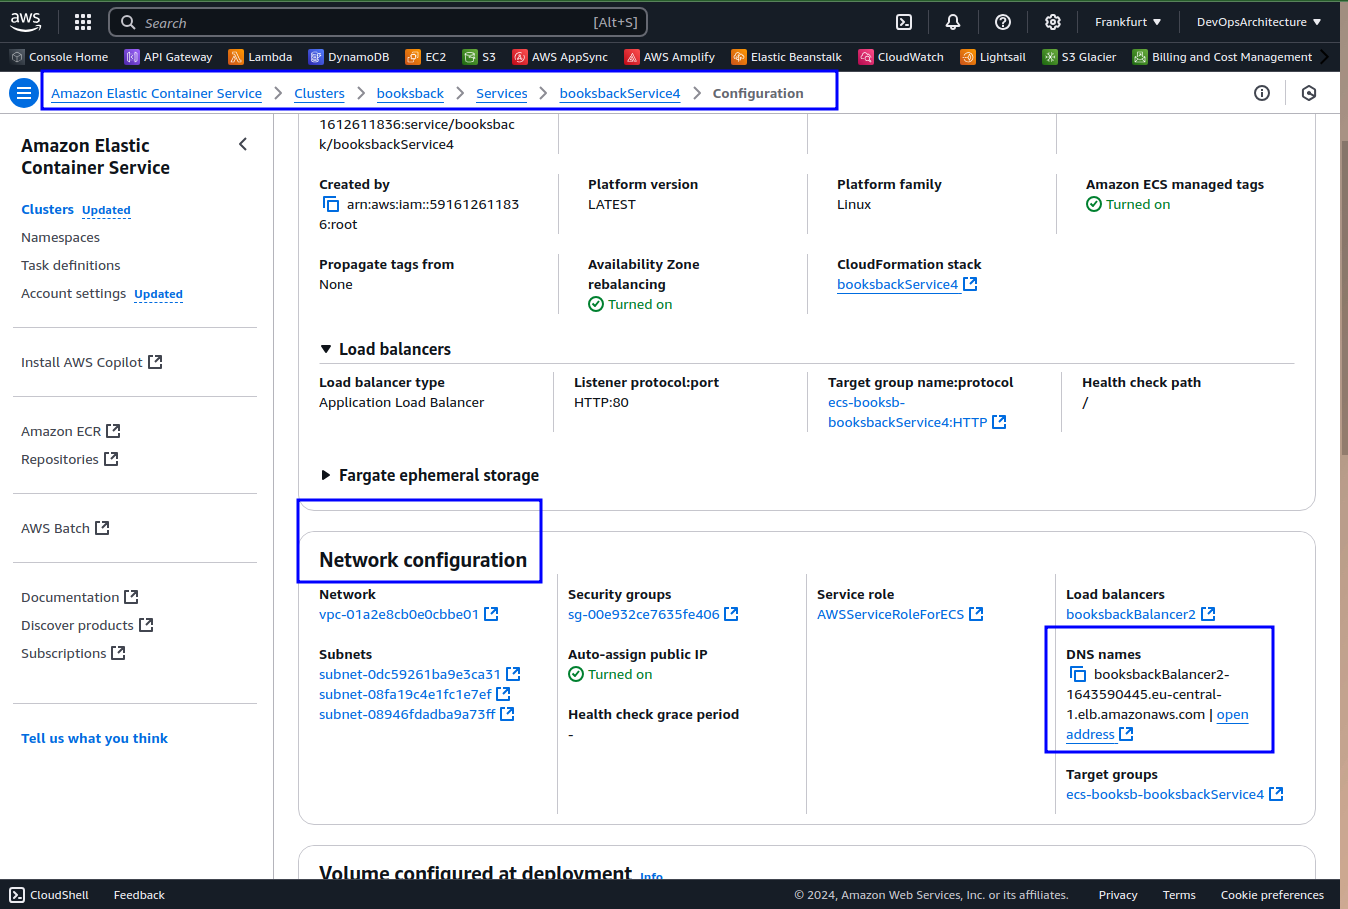 aws
Search [Alt+S]
Frankfurt ▼ DevOpsArchitecture ▼
Console Home API Gateway Lambda DynamoDB EC2 S3 AWS AppSync AWS Amplify Elastic Beanstalk CloudWatch Lightsail S3 Glacier Billing and Cost Management
Amazon Elastic Container Service > Clusters > booksback > Services > booksbackService4 > Configuration
Amazon Elastic
Container Service
Clusters Updated
Namespaces
Task definitions
Account settings Updated
Install AWS Copilot
Amazon ECR
Repositories
AWS Batch
Documentation
Discover products
Subscriptions
Tell us what you think
1612611836:service/booksbac
k/booksbackService4
Created by
arn:aws:iam::59161261183
6:root
Platform version
LATEST
Platform family
Linux
Amazon ECS managed tags
Turned on
Propagate tags from
None
Availability Zone
rebalancing
Turned on
CloudFormation stack
booksbackService4
▼ Load balancers
Load balancer type
Application Load Balancer
Listener protocol:port
HTTP:80
Target group name:protocol
ecs-booksb-
booksbackService4:HTTP
Health check path
/
Fargate ephemeral storage
Network configuration
Network
vpc-01a2e8cb0e0cbbe01
Subnets
subnet-0dc59261ba9e3ca31
subnet-08fa19c4e1fc1e7ef
subnet-08946fdadba9a73ff
Security groups
sg-00e932ce7635fe406
Auto-assign public IP
Turned on
Health check grace period
-
Service role
AWSServiceRoleForECS
Load balancers
booksbackBalancer2
DNS names
booksbackBalancer2-
1643590445.eu-central-
1.elb.amazonaws.com | open
address
Target groups
ecs-booksb-booksbackService4
Volume configured at deployment Info
CloudShell Feedback © 2024, Amazon Web Services, Inc. or its affiliates. Privacy Terms Cookie preferences